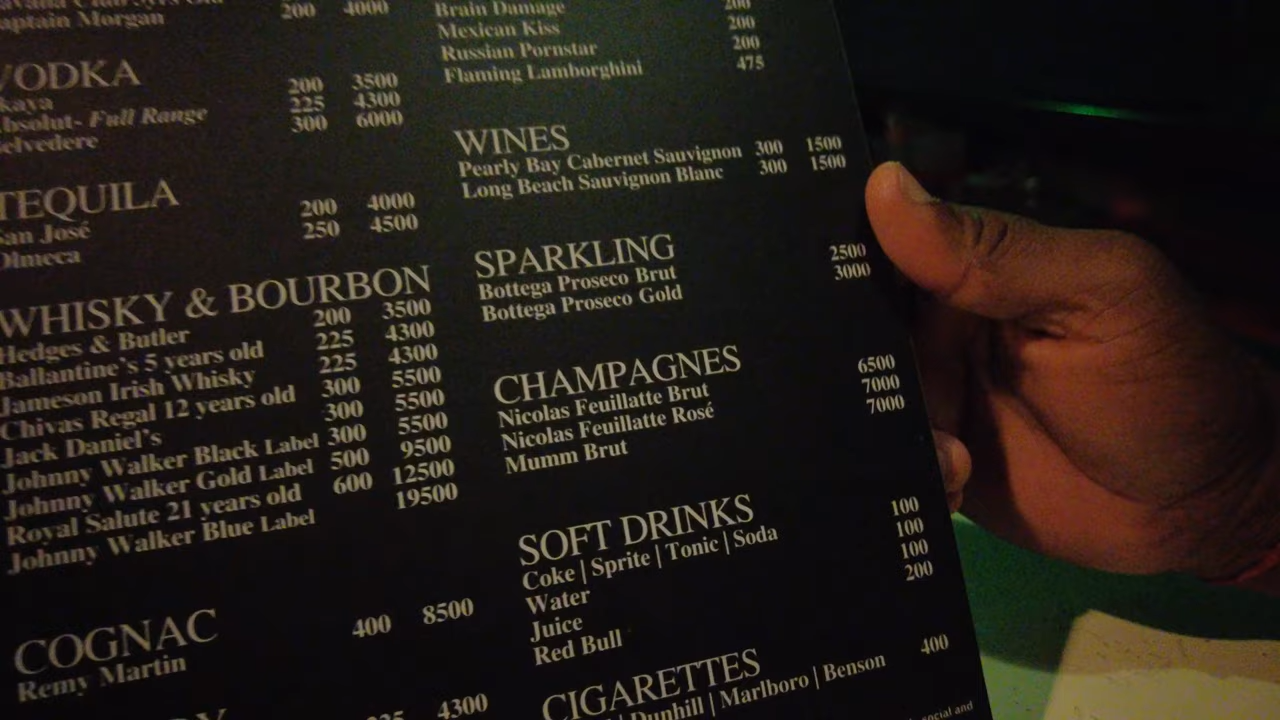 Captain Morgan 200 4000
VODKA
200 3500
Absolut- Full Range 225 4300
Belvedere 300 6000
TEQUILA
San José 200 4000
Olmeca 250 4500
WHISKY & BOURBON
Hedges & Butler 200 3500
Ballantine's 5 years old 225 4300
Jameson Irish Whisky 225 4300
Chivas Regal 12 years old 300 5500
Jack Daniel's 300 5500
Johnny Walker Black Label 300 5500
Johnny Walker Gold Label 500 9500
Royal Salute 21 years old 600 12500
Johnny Walker Blue Label 19500
COGNAC
Remy Martin 400 8500
4300
Brain Damage 200
Mexican Kiss 200
Russian Pornstar 200
Flaming Lamborghini 475
WINES
Pearly Bay Cabernet Sauvignon 300 1500
Long Beach Sauvignon Blanc 300 1500
SPARKLING
Bottega Proseco Brut 2500
Bottega Proseco Gold 3000
CHAMPAGNES
Nicolas Feuillatte Brut 6500
Nicolas Feuillatte Rosé 7000
Mumm Brut 7000
SOFT DRINKS
Coke | Sprite | Tonic | Soda 100
Water 100
Juice 100
Red Bull 200
CIGARETTES
| Dunhill | Marlboro | Benson 400
social and